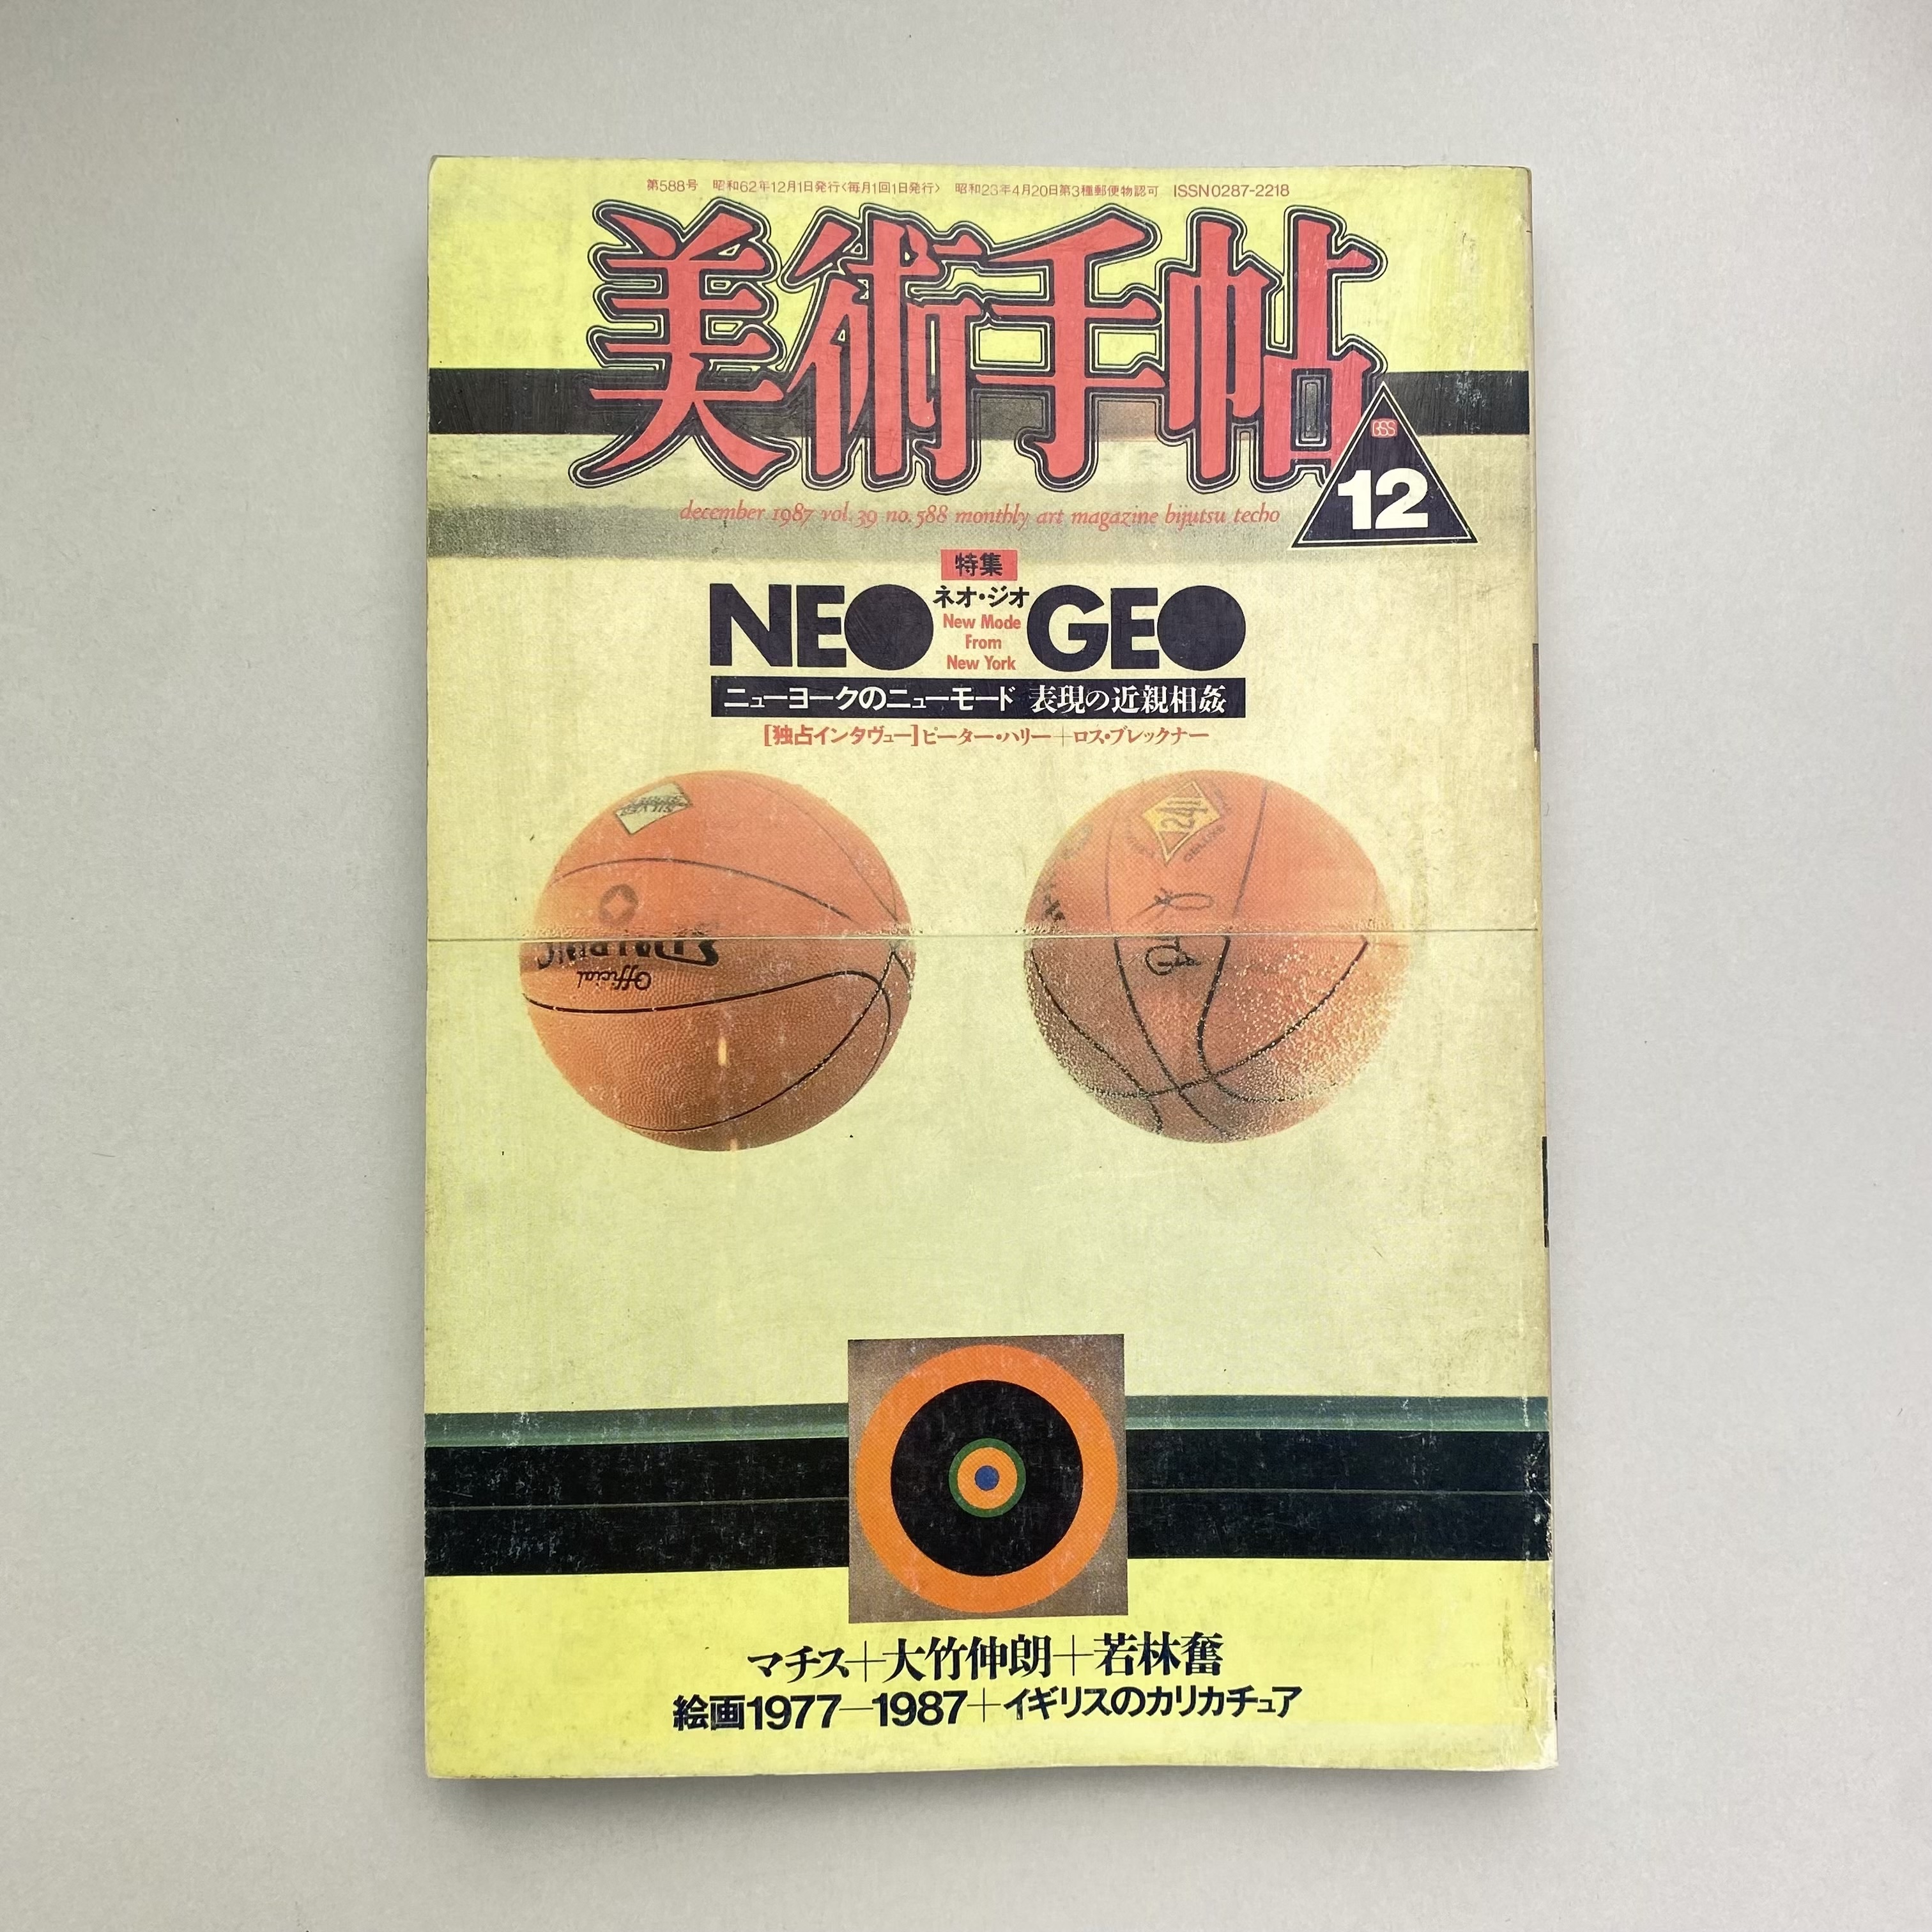 第588号 昭和62年12月1日発行〈毎月1回1日発行〉 昭和23年4月20日第3種郵便物認可 ISSN0287-2218
美術手帖
BSS
12
december 1987 vol.39 no.588 monthly art magazine bijutsu techo
特集
NEO GEO
ネオ・ジオ
New Mode
From
New York
ニューヨークのニューモード 表現の近親相姦
[独占インタヴュー]ピーター・ハリー+ロス・ブレックナー
SPALDING
Official
マチス+大竹伸朗+若林奮
絵画1977—1987+イギリスのカリカチュア